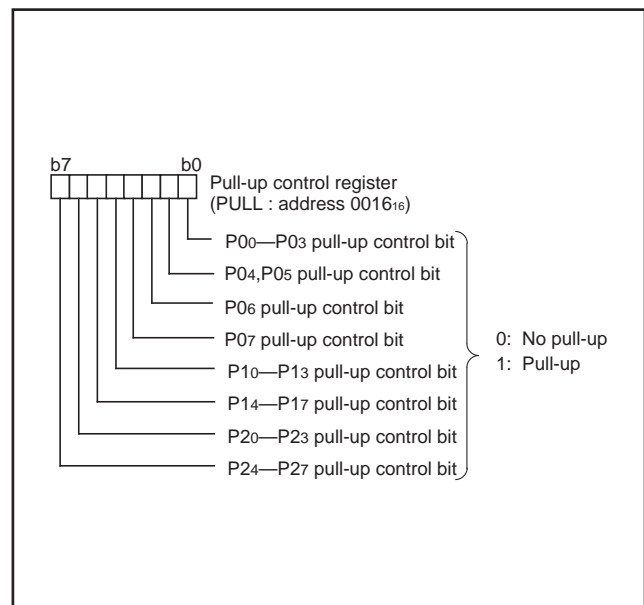 b7 b0
Pull-up control register
(PULL : address 0016₁₆)
P0₀—P0₃ pull-up control bit
P0₄,P0₅ pull-up control bit
P0₆ pull-up control bit
P0₇ pull-up control bit
P1₀—P1₃ pull-up control bit
P1₄—P1₇ pull-up control bit
P2₀—P2₃ pull-up control bit
P2₄—P2₇ pull-up control bit
0: No pull-up
1: Pull-up